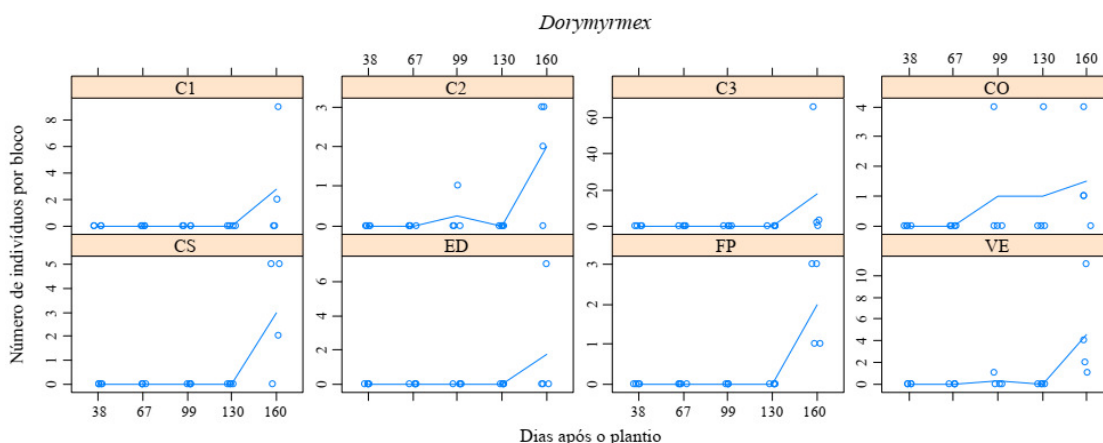 Dorymyrmex
38 67 99 130 160
38 67 99 130 160
C1 C2 C3 CO
0 2 4 6 8
0 1 2 3
0 20 40 60
0 1 2 3 4
Número de indivíduos por bloco
CS ED FP VE
0 1 2 3 4 5
0 2 4 6
0 1 2 3
0 2 4 6 8 10
38 67 99 130 160
38 67 99 130 160
Dias após o plantio